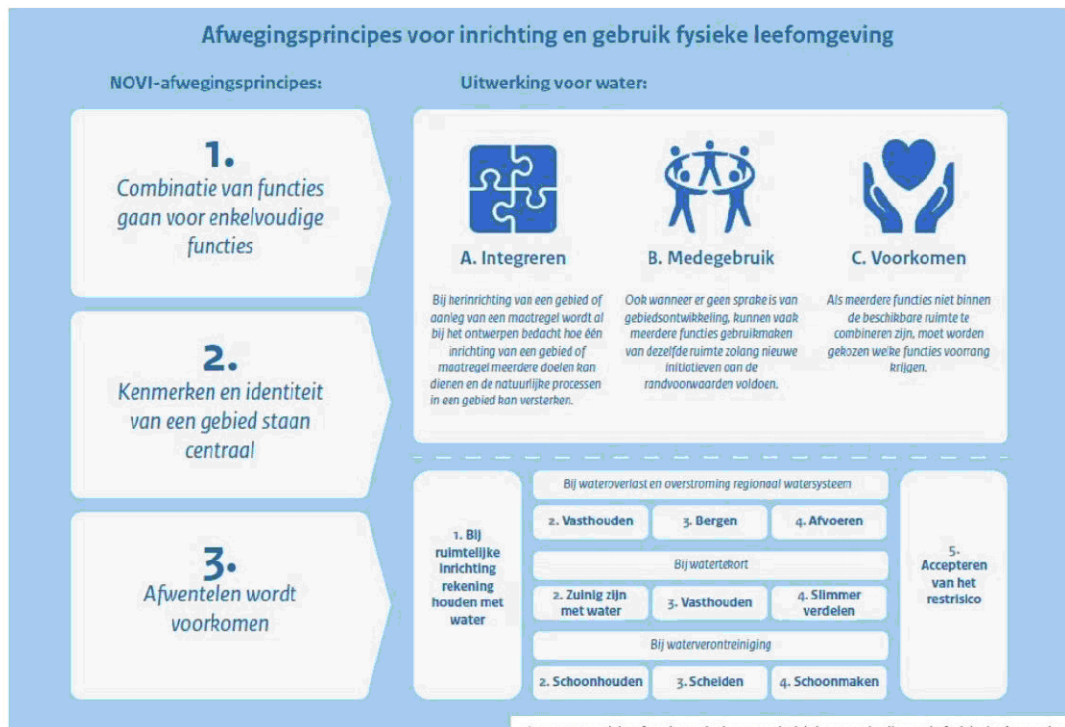 Afwegingsprincipes voor inrichting en gebruik fysieke leefomgeving
NOVI-afwegingsprincipes:
1.
Combinatie van functies
gaan voor enkelvoudige
functies
2.
Kenmerken en identiteit
van een gebied staan
centraal
3.
Afwentelen wordt
voorkomen
Uitwerking voor water:
A. Integreren
Bij herinrichting van een gebied of
aanleg van een maatregel wordt al
bij het ontwerpen bedacht hoe één
inrichting van een gebied of
maatregel meerdere doelen kan
dienen en de natuurlijke processen
in een gebied kan versterken.
B. Medegebruik
Ook wanneer er geen sprake is van
gebiedsontwikkeling, kunnen vaak
meerdere functies gebruikmaken
van dezelfde ruimte zolang nieuwe
initiatieven aan de
randvoorwaarden voldoen.
C. Voorkomen
Als meerdere functies niet binnen
de beschikbare ruimte te
combineren zijn, moet worden
gekozen welke functies voorrang
krijgen.
1. Bij
ruimtelijke
inrichting
rekening
houden met
water
Bij wateroverlast en overstroming regionaal watersysteem
2. Vasthouden
3. Bergen
4. Afvoeren
Bij watertekort
2. Zuinig zijn
met water
3. Vasthouden
4. Slimmer
verdelen
Bij waterverontreiniging
2. Schoonhouden
3. Scheiden
4. Schoonmaken
5.
Accepteren
van het
restrisico